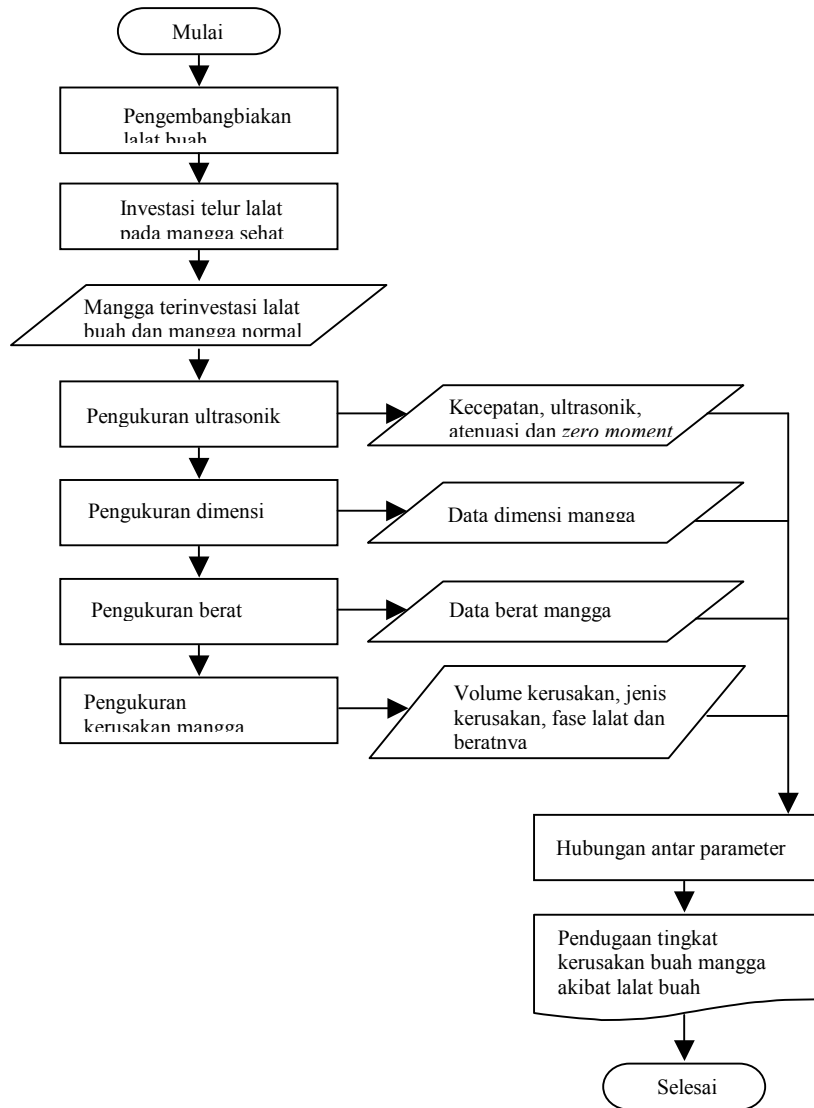 Mulai
Pengembangbiakan
lalat buah
Investasi telur lalat
pada mangga sehat
Mangga terinvestasi lalat
buah dan mangga normal
Pengukuran ultrasonik
Kecepatan, ultrasonik,
atenuasi dan zero moment
Pengukuran dimensi
Data dimensi mangga
Pengukuran berat
Data berat mangga
Pengukuran
kerusakan mangga
Volume kerusakan, jenis
kerusakan, fase lalat dan
beratnya
Hubungan antar parameter
Pendugaan tingkat
kerusakan buah mangga
akibat lalat buah
Selesai